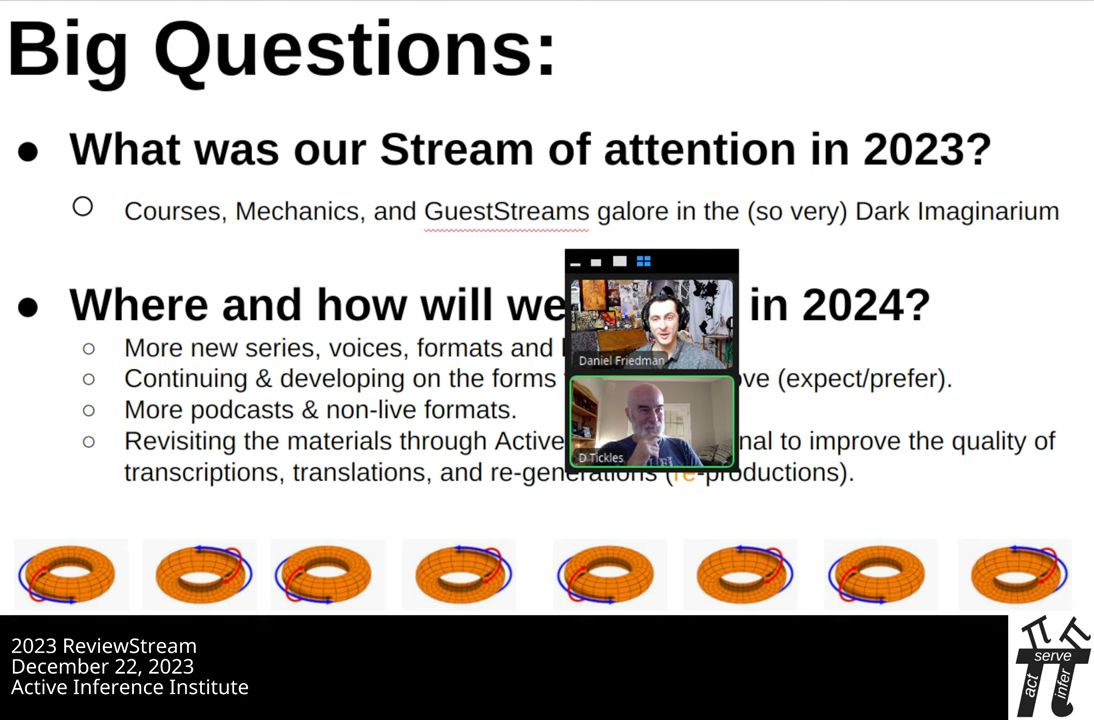 Big Questions:
● What was our Stream of attention in 2023?
○ Courses, Mechanics, and GuestStreams galore in the (so very) Dark Imaginarium
● Where and how will we in 2024?
○ More new series, voices, formats and
○ Continuing & developing on the forms ve (expect/prefer).
○ More podcasts & non-live formats.
○ Revisiting the materials through Active nal to improve the quality of
transcriptions, translations, and re-generations (re-productions).
Daniel Friedman
D Tickles
2023 ReviewStream
December 22, 2023
Active Inference Institute
π π
serve
act
infer